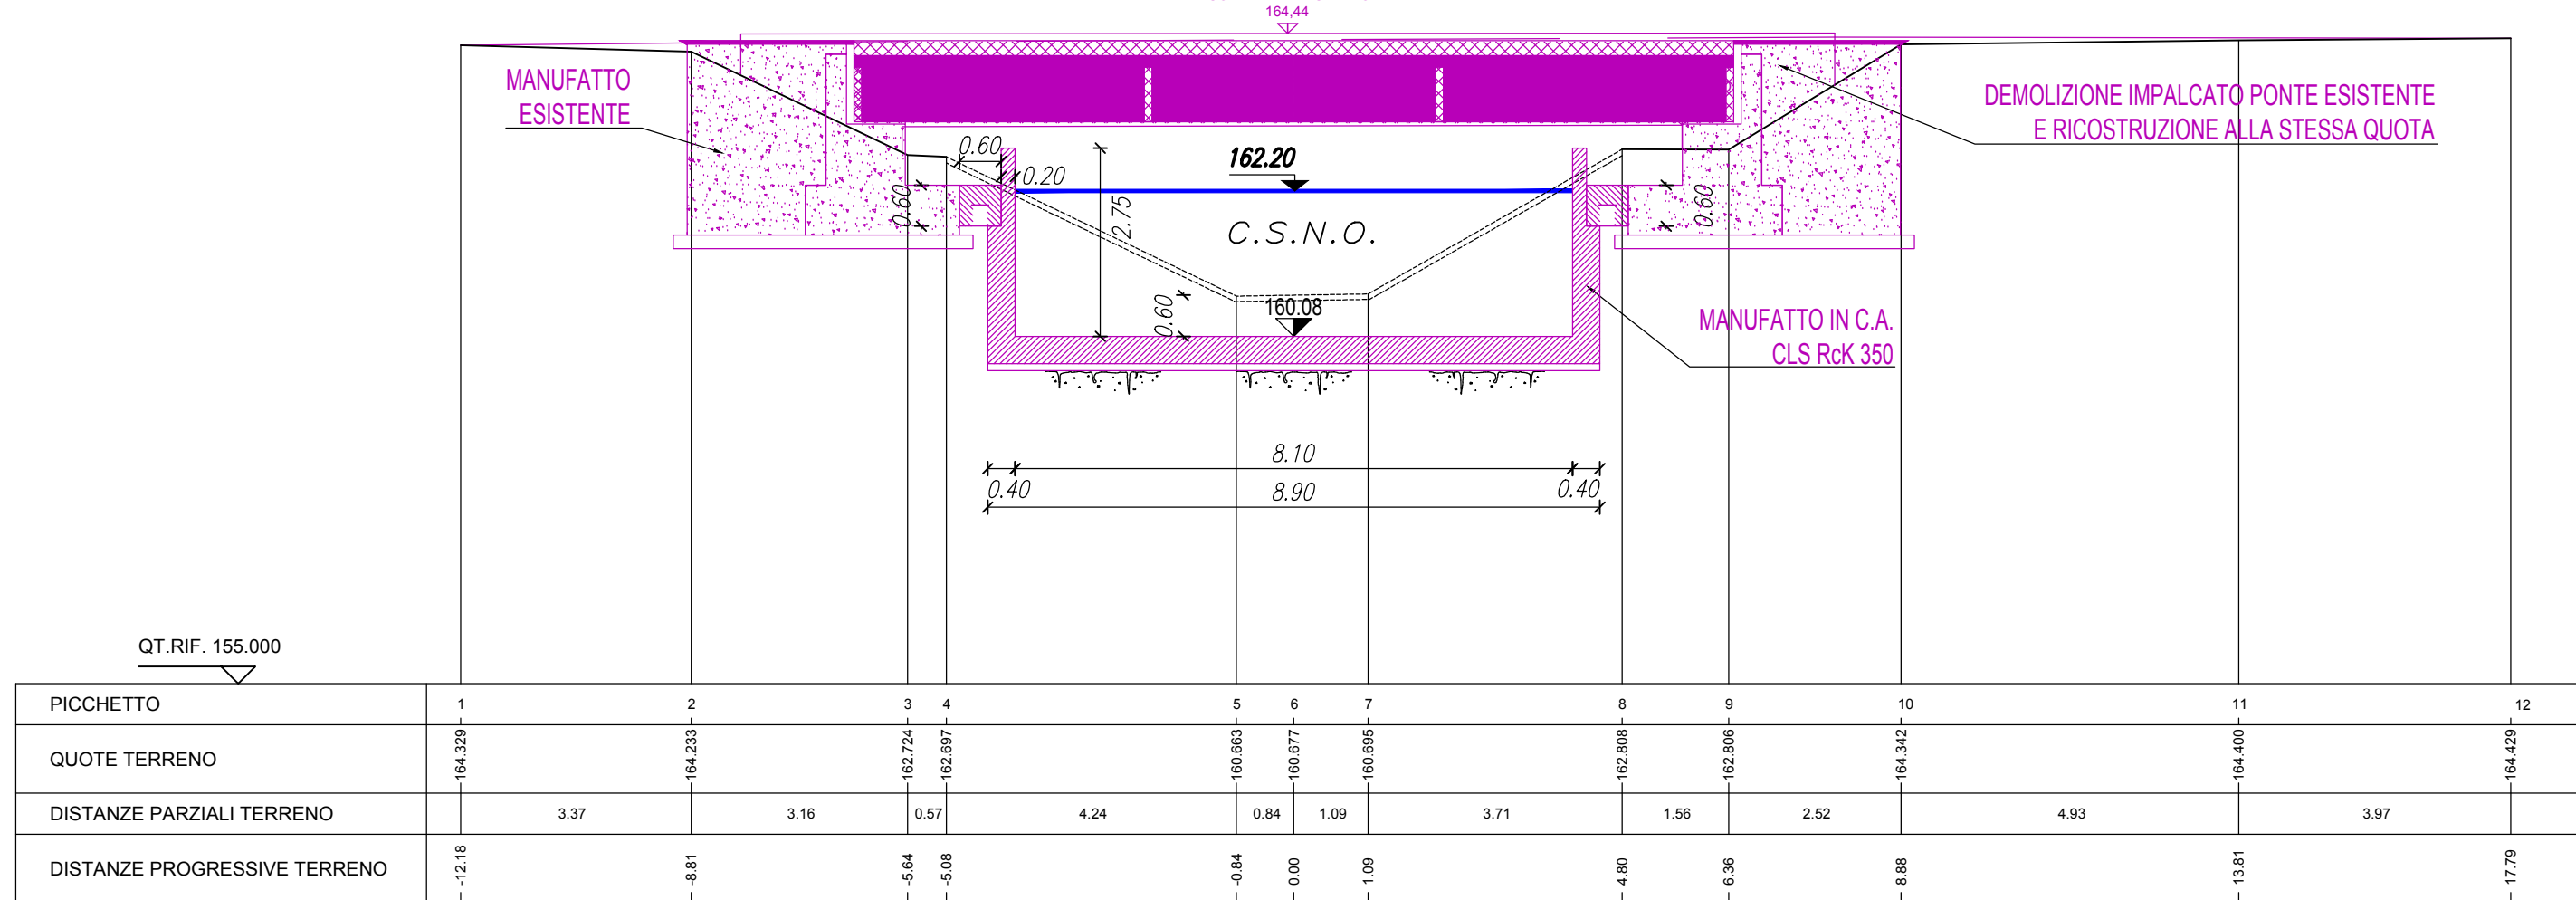 164,44
MANUFATTO
ESISTENTE
DEMOLIZIONE IMPALCATO PONTE ESISTENTE
E RICOSTRUZIONE ALLA STESSA QUOTA
0.60
0.20
0.60
2.75
162.20
C.S.N.O.
0.60
0.60
160.08
MANUFATTO IN C.A.
CLS RcK 350
8.10
0.40
8.90
0.40
QT.RIF. 155.000
PICCHETTO 1 2 3 4 5 6 7 8 9 10 11 12
QUOTE TERRENO 164.329 164.233 162.724 162.697 160.663 160.677 160.695 162.808 162.806 164.342 164.400 164.429
DISTANZE PARZIALI TERRENO 3.37 3.16 0.57 4.24 0.84 1.09 3.71 1.56 2.52 4.93 3.97
DISTANZE PROGRESSIVE TERRENO -12.18 -8.81 -5.64 -5.08 -0.84 0.00 1.09 4.80 6.36 8.88 13.81 17.79